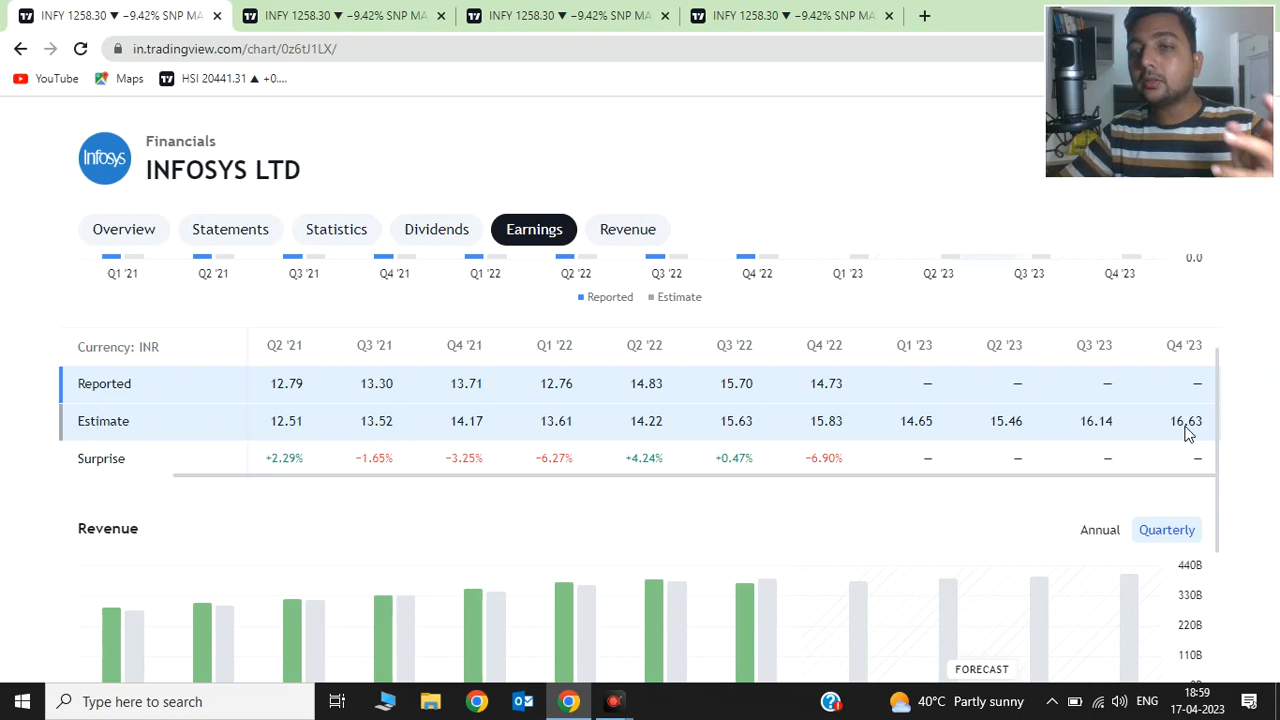 INFY 1258.30 ▼ −9.42% SNP MA
INFY 1258.30 ▼ −9.42% SNP MA
INFY 1258.30 ▼ −9.42% SNP MA
INFY 1258.30 ▼ −9.42% SNP MA
in.tradingview.com/chart/0z6tJ1LX/
YouTube Maps HSI 20441.31 ▲ +0....
Infosys
Financials
INFOSYS LTD
Overview Statements Statistics Dividends Earnings Revenue
0.0
Q1 '21 Q2 '21 Q3 '21 Q4 '21 Q1 '22 Q2 '22 Q3 '22 Q4 '22 Q1 '23 Q2 '23 Q3 '23 Q4 '23
Reported Estimate
Currency: INR Q2 '21 Q3 '21 Q4 '21 Q1 '22 Q2 '22 Q3 '22 Q4 '22 Q1 '23 Q2 '23 Q3 '23 Q4 '23
Reported 12.79 13.30 13.71 12.76 14.83 15.70 14.73 — — — —
Estimate 12.51 13.52 14.17 13.61 14.22 15.63 15.83 14.65 15.46 16.14 16.63
Surprise +2.29% −1.65% −3.25% −6.27% +4.24% +0.47% −6.90% — — — —
Revenue Annual Quarterly
440B
330B
220B
110B
FORECAST
Type here to search 40°C Partly sunny ENG 18:59
17-04-2023